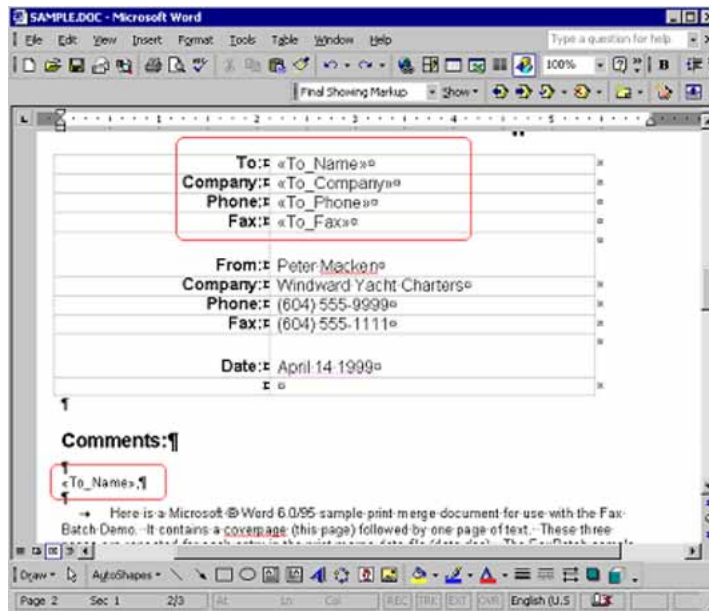 SAMPLE.DOC - Microsoft Word
File Edit View Insert Format Tools Table Window Help Type a question for help
100% B
Final Showing Markup Show
1 2 3 4 5
To: «To_Name»
Company: «To_Company»
Phone: «To_Phone»
Fax: «To_Fax»
From: Peter Macken
Company: Windward Yacht Charters
Phone: (604) 555-9999
Fax: (604) 555-1111
Date: April 14 1999
Comments:¶
«To_Name»,¶
Here is a Microsoft ® Word 6.0/95 sample print merge document for use with the Fax
Batch Demo. It contains a coverpage (this page) followed by one page of text. These three
Draw AutoShapes
Page 2 Sec 1 2/3 At Ln Col REC TRK EXT OVR English (U.S